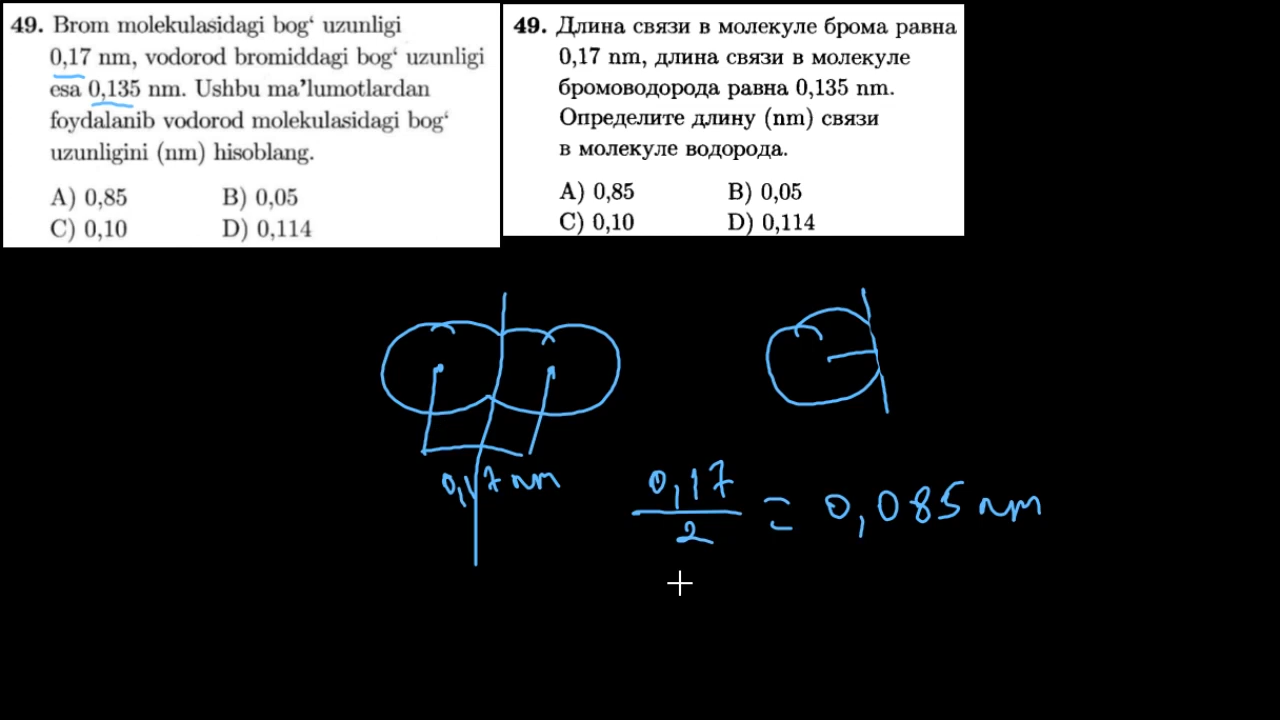 49. Brom molekulasidagi bog‘ uzunligi
0,17 nm, vodorod bromiddagi bog‘ uzunligi
esa 0,135 nm. Ushbu ma’lumotlardan
foydalanib vodorod molekulasidagi bog‘
uzunligini (nm) hisoblang.
A) 0,85 B) 0,05
C) 0,10 D) 0,114
49. Длина связи в молекуле брома равна
0,17 nm, длина связи в молекуле
бромоводорода равна 0,135 nm.
Определите длину (nm) связи
в молекуле водорода.
A) 0,85 B) 0,05
C) 0,10 D) 0,114
0,17 nm
0,17
2
= 0,085 nm